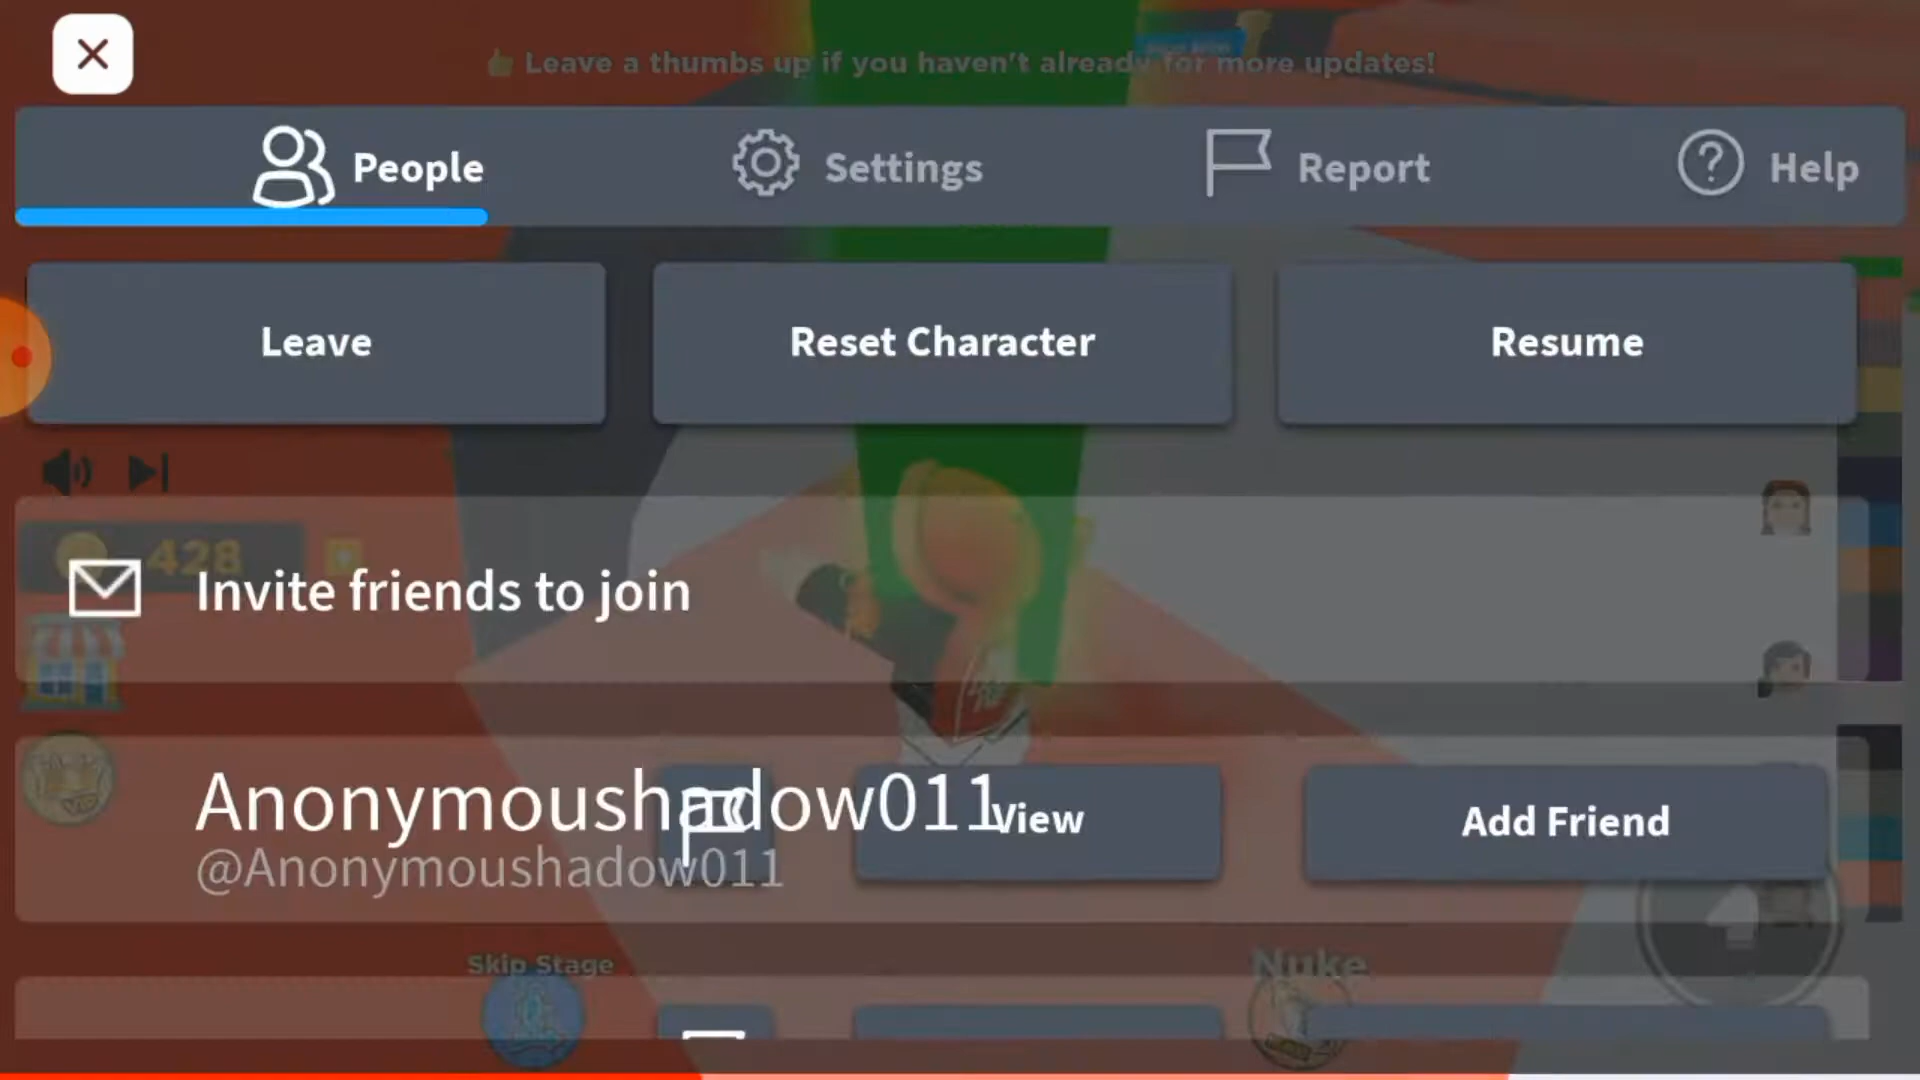 👍 Leave a thumbs up if you haven't already for more updates!
People
Settings
Report
Help
Leave
Reset Character
Resume
428
Invite friends to join
Anonymoushadow011
@Anonymoushadow011
View
Add Friend
Skip Stage
Nuke